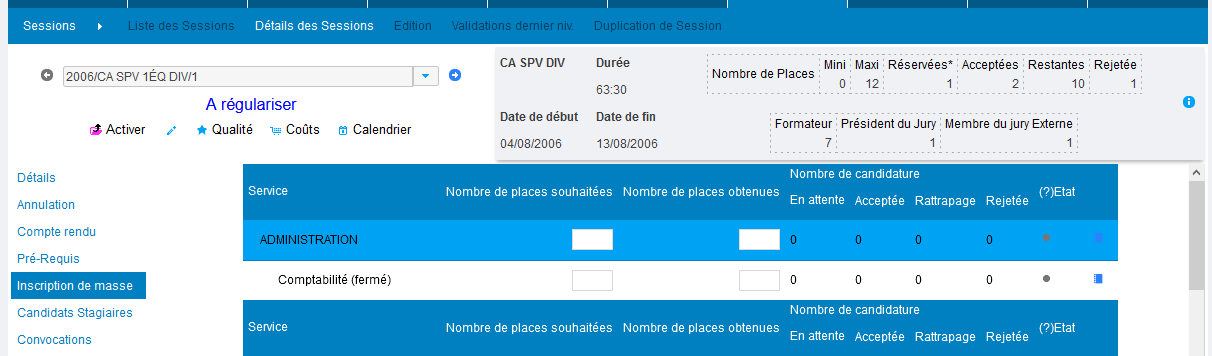 Sessions Liste des Sessions Détails des Sessions Edition Validations dernier niv. Duplication de Session
2006/CA SPV 1ÉQ DIV/1
A régulariser
Activer Qualité Coûts Calendrier
CA SPV DIV Durée
63:30
Date de début Date de fin
04/08/2006 13/08/2006
Nombre de Places Mini Maxi Réservées* Acceptées Restantes Rejetée
0 12 1 2 10 1
Formateur Président du Jury Membre du jury Externe
7 1 1
Détails
Annulation
Compte rendu
Pré-Requis
Inscription de masse
Candidats Stagiaires
Convocations
Service Nombre de places souhaitées Nombre de places obtenues Nombre de candidature (?)Etat
En attente Acceptée Rattrapage Rejetée
ADMINISTRATION 0 0 0 0
Comptabilité (fermé) 0 0 0 0
Service Nombre de places souhaitées Nombre de places obtenues Nombre de candidature (?)Etat
En attente Acceptée Rattrapage Rejetée